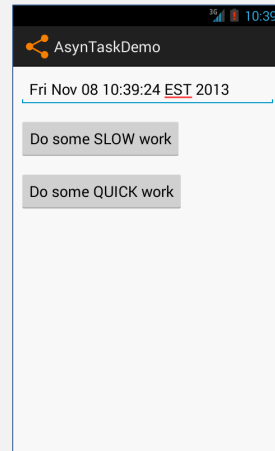 3G 10:39
AsynTaskDemo
Fri Nov 08 10:39:24 EST 2013
Do some SLOW work
Do some QUICK work